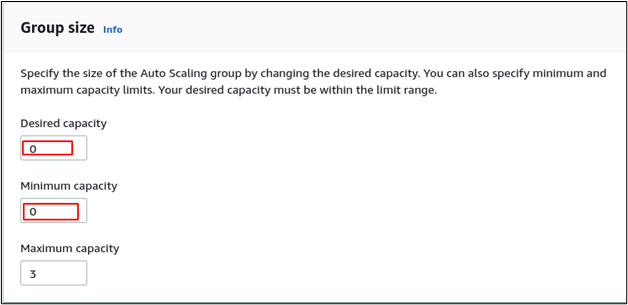 Group size Info
Specify the size of the Auto Scaling group by changing the desired capacity. You can also specify minimum and
maximum capacity limits. Your desired capacity must be within the limit range.
Desired capacity
0
Minimum capacity
0
Maximum capacity
3